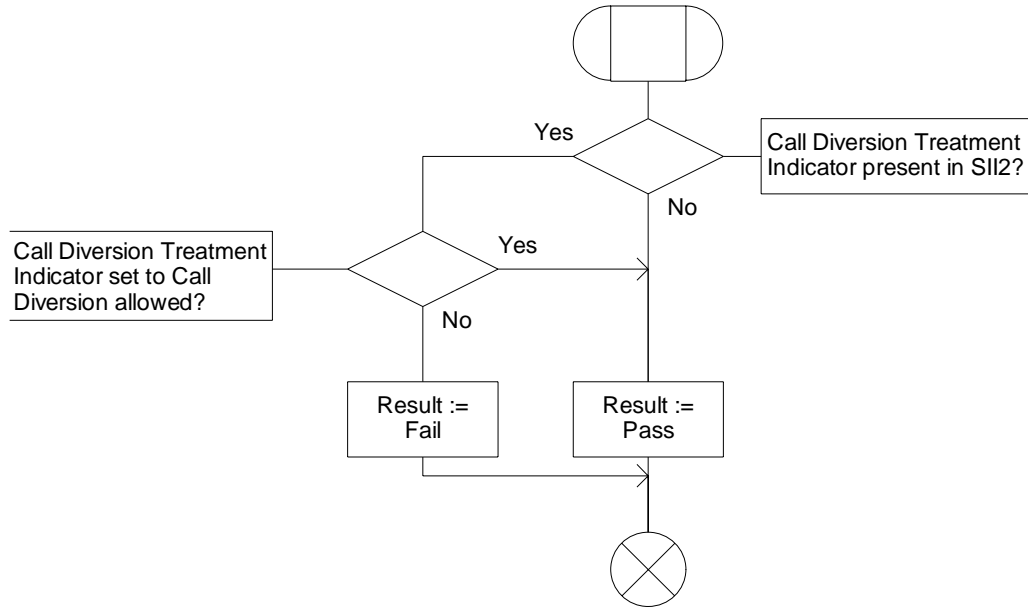 Yes
Call Diversion Treatment
Indicator present in SII2?
No
Call Diversion Treatment
Indicator set to Call
Diversion allowed?
Yes
No
Result :=
Fail
Result :=
Pass